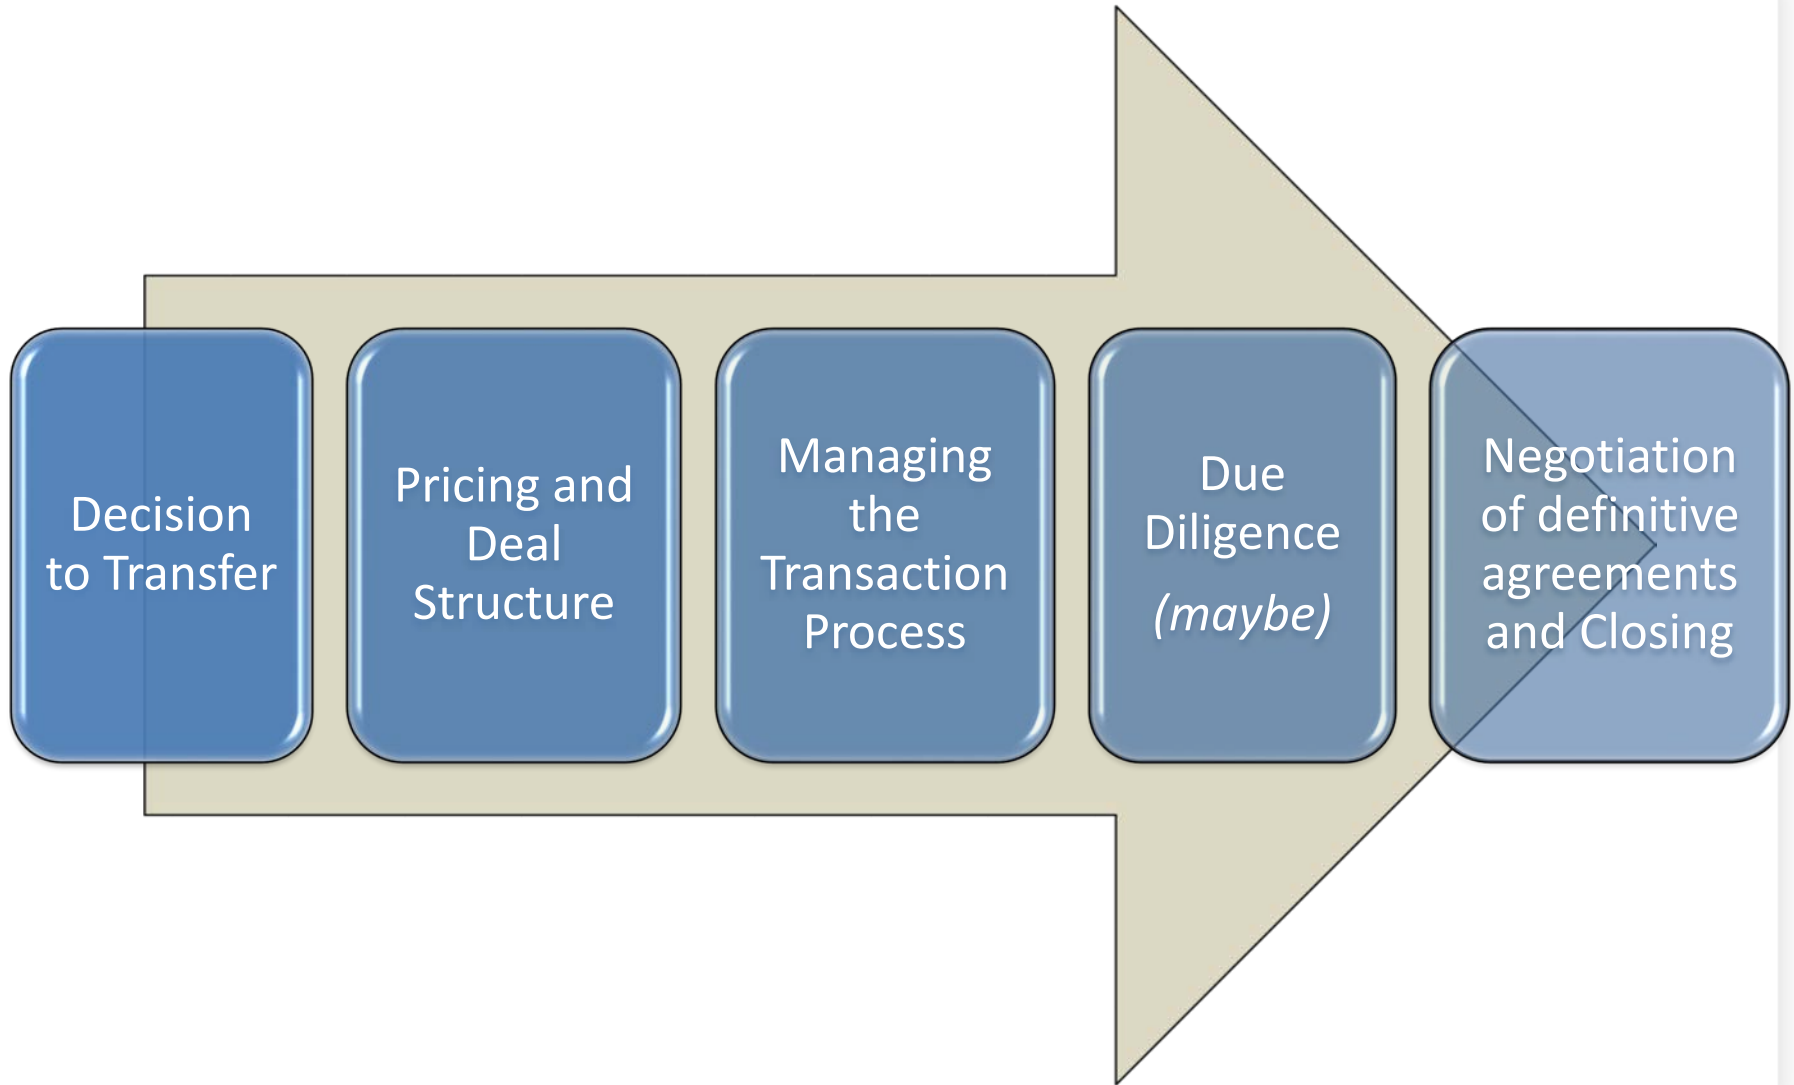 Decision
to Transfer
Pricing and
Deal
Structure
Managing
the
Transaction
Process
Due
Diligence
(maybe)
Negotiation
of definitive
agreements
and Closing